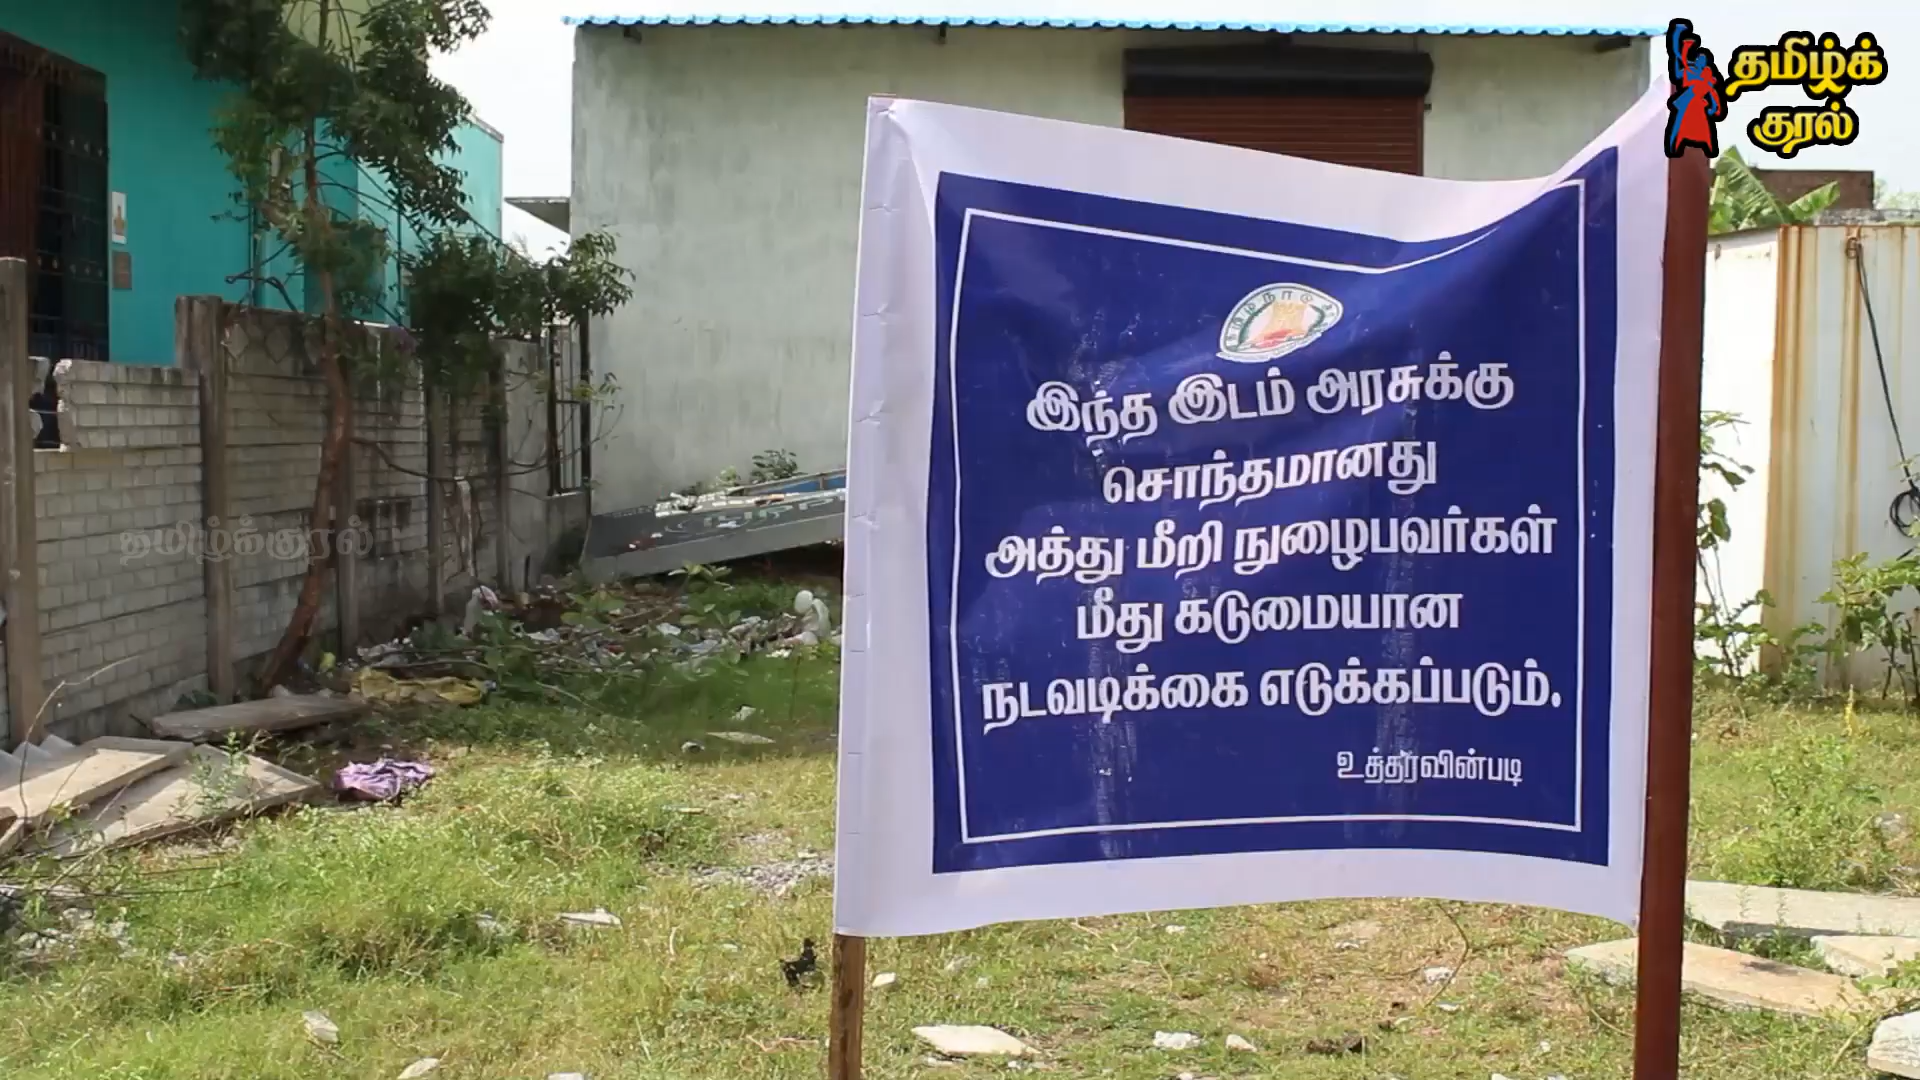 தமிழ்க்
குரல்
தமிழ்க்குரல்
தமிழ்நாடு
இந்த இடம் அரசுக்கு
சொந்தமானது
அத்து மீறி நுழைபவர்கள்
மீது கடுமையான
நடவடிக்கை எடுக்கப்படும்.
உத்தரவின்படி